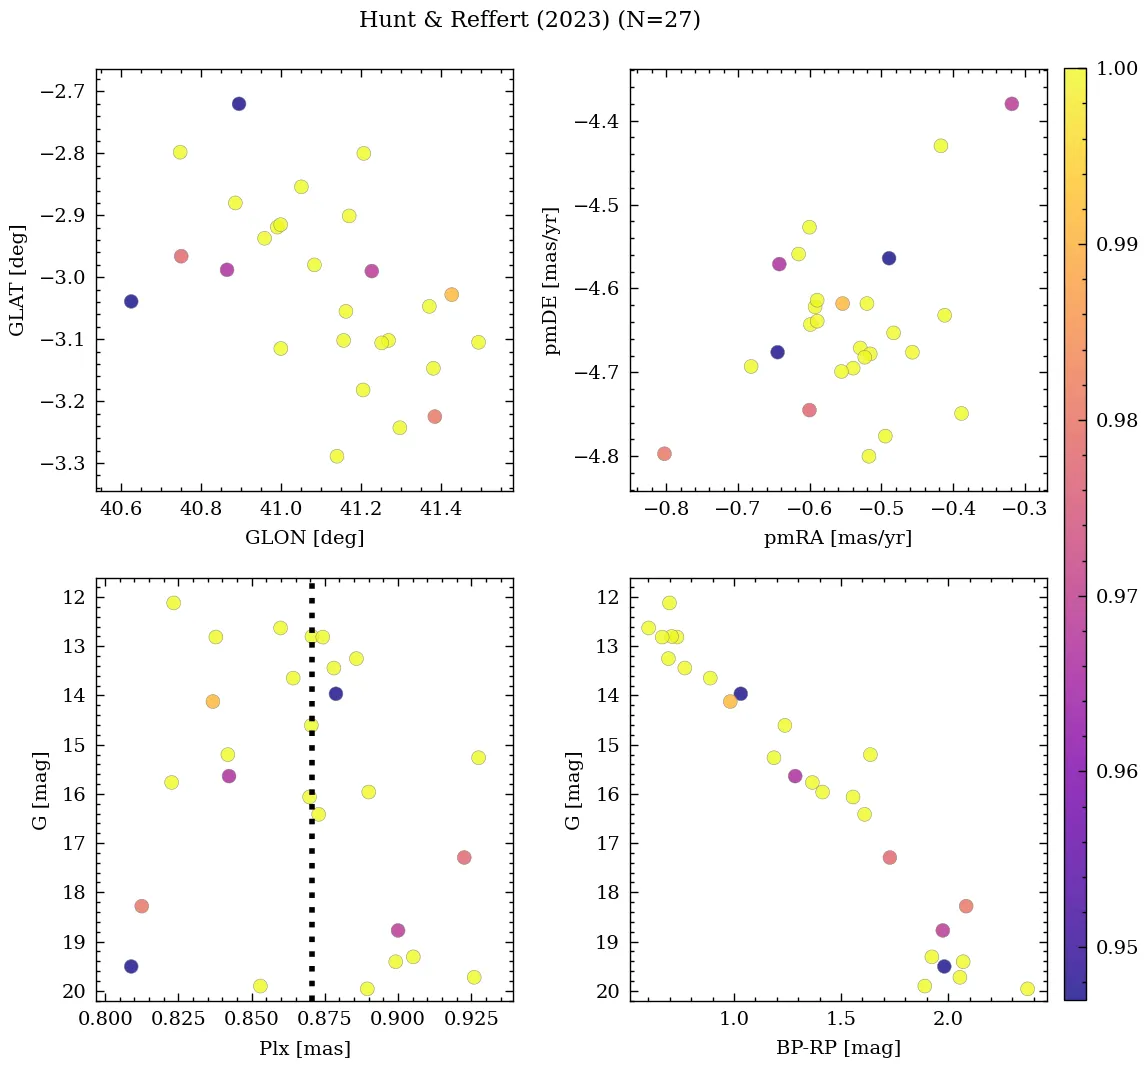 Hunt & Reffert (2023) (N=27)
−2.7
−2.8
−2.9
−3.0
−3.1
−3.2
−3.3
GLAT [deg]
40.6 40.8 41.0 41.2 41.4
GLON [deg]
−4.4
−4.5
−4.6
−4.7
−4.8
pmDE [mas/yr]
−0.8 −0.7 −0.6 −0.5 −0.4 −0.3
pmRA [mas/yr]
12
13
14
15
16
17
18
19
20
G [mag]
0.800 0.825 0.850 0.875 0.900 0.925
Plx [mas]
12
13
14
15
16
17
18
19
20
G [mag]
1.0 1.5 2.0
BP-RP [mag]
1.00
0.99
0.98
0.97
0.96
0.95